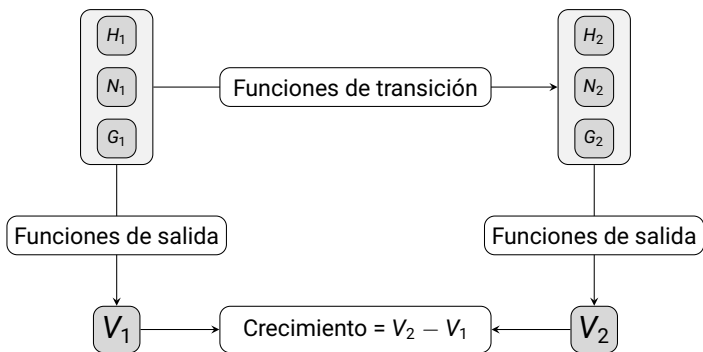 H₁
H₂
N₁
Funciones de transición
N₂
G₁
G₂
Funciones de salida
Funciones de salida
V₁
Crecimiento = V₂ − V₁
V₂